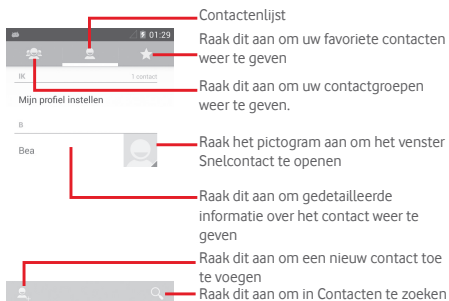 Contactenlijst
01:29
Raak dit aan om uw favoriete contacten
weer te geven
IK
1 contact
Mijn profiel instellen
Raak dit aan om uw contactgroepen
weer te geven.
B
Bea
Raak het pictogram aan om het venster
Snelcontact te openen
Raak dit aan om gedetailleerde
informatie over het contact weer te
geven
Raak dit aan om een nieuw contact toe
te voegen
Raak dit aan om in Contacten te zoeken